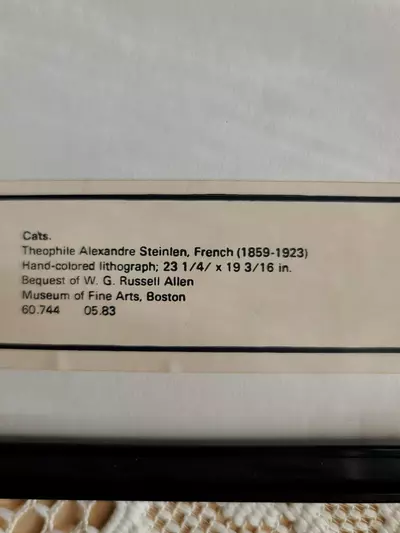 Cats.
Theophile Alexandre Steinlen, French (1859-1923)
Hand-colored lithograph; 23 1/4/ x 19 3/16 in.
Bequest of W. G. Russell Allen
Museum of Fine Arts, Boston
60.744 05.83